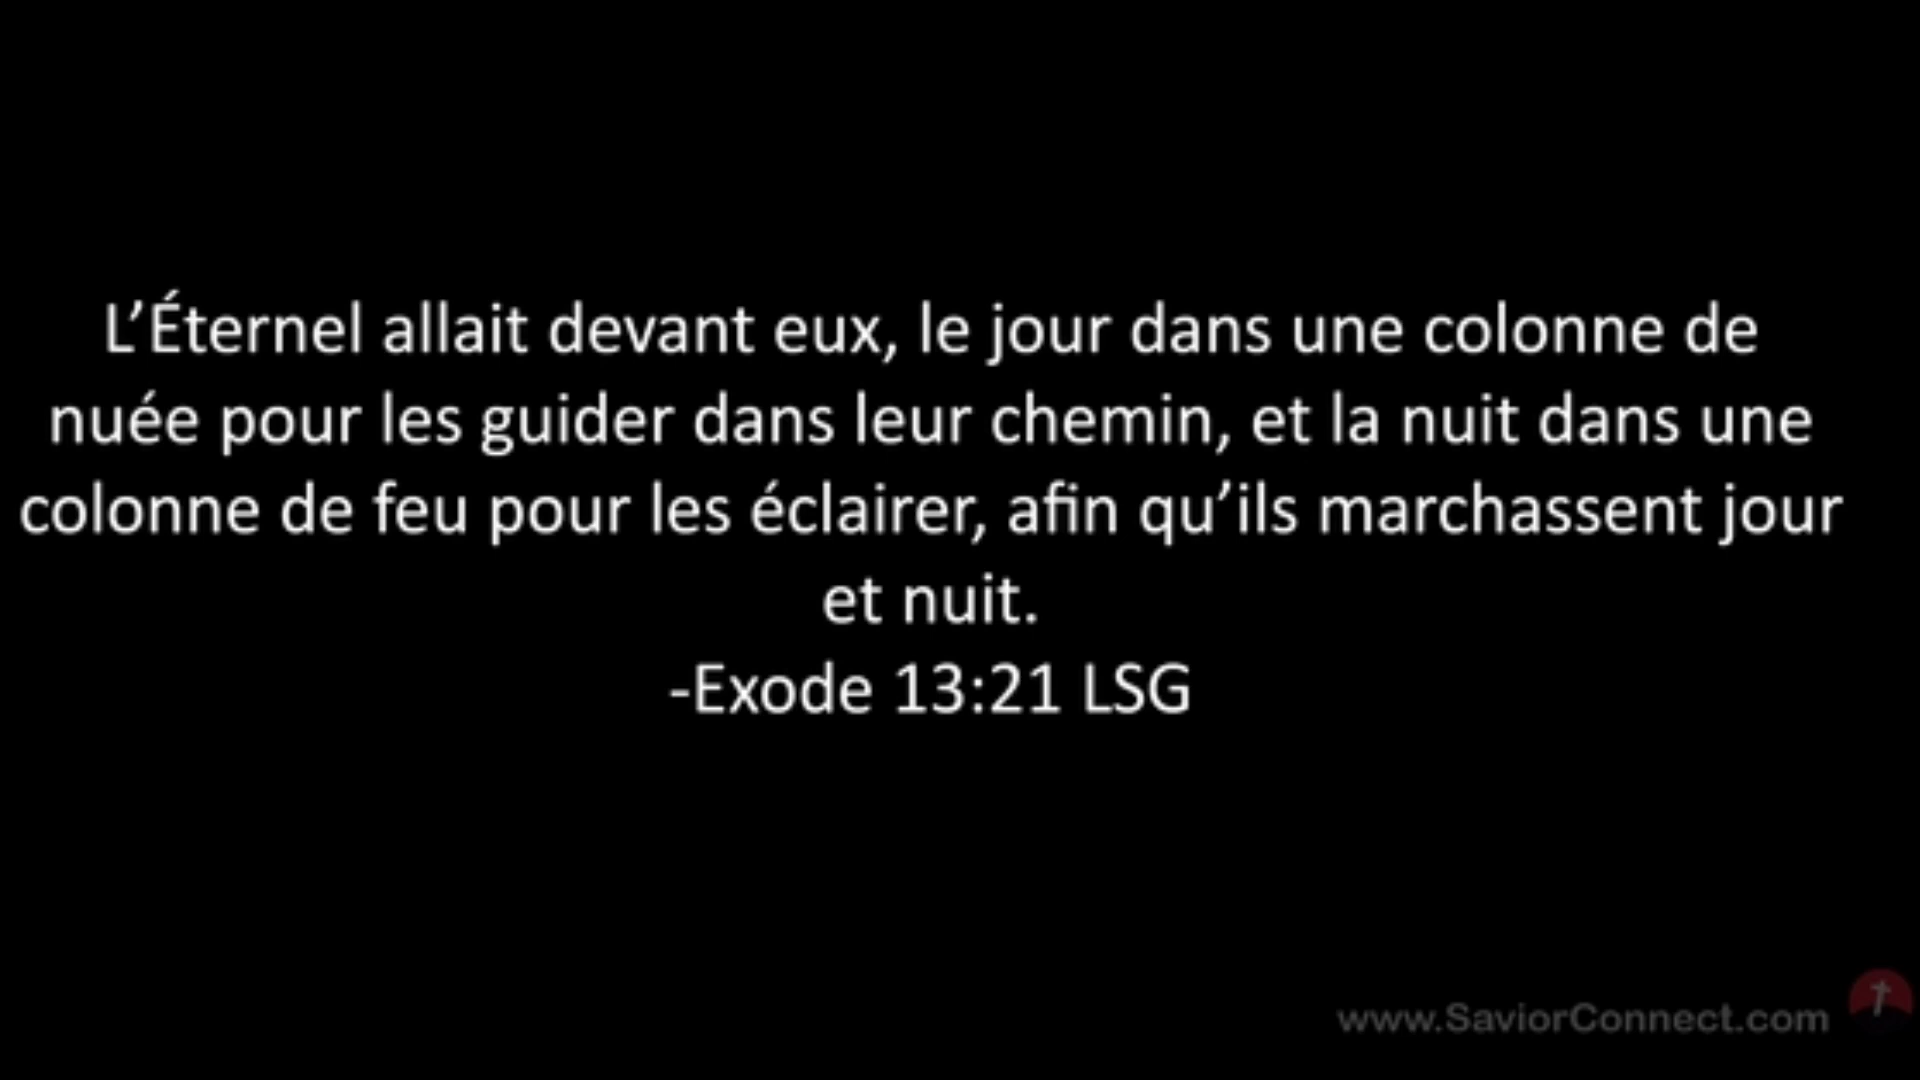 L’Éternel allait devant eux, le jour dans une colonne de
nuée pour les guider dans leur chemin, et la nuit dans une
colonne de feu pour les éclairer, afin qu’ils marchassent jour
et nuit.
-Exode 13:21 LSG
www.SaviorConnect.com